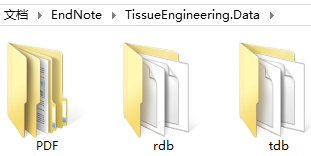 文档 ▸ EndNote ▸ TissueEngineering.Data ▸
PDF rdb tdb